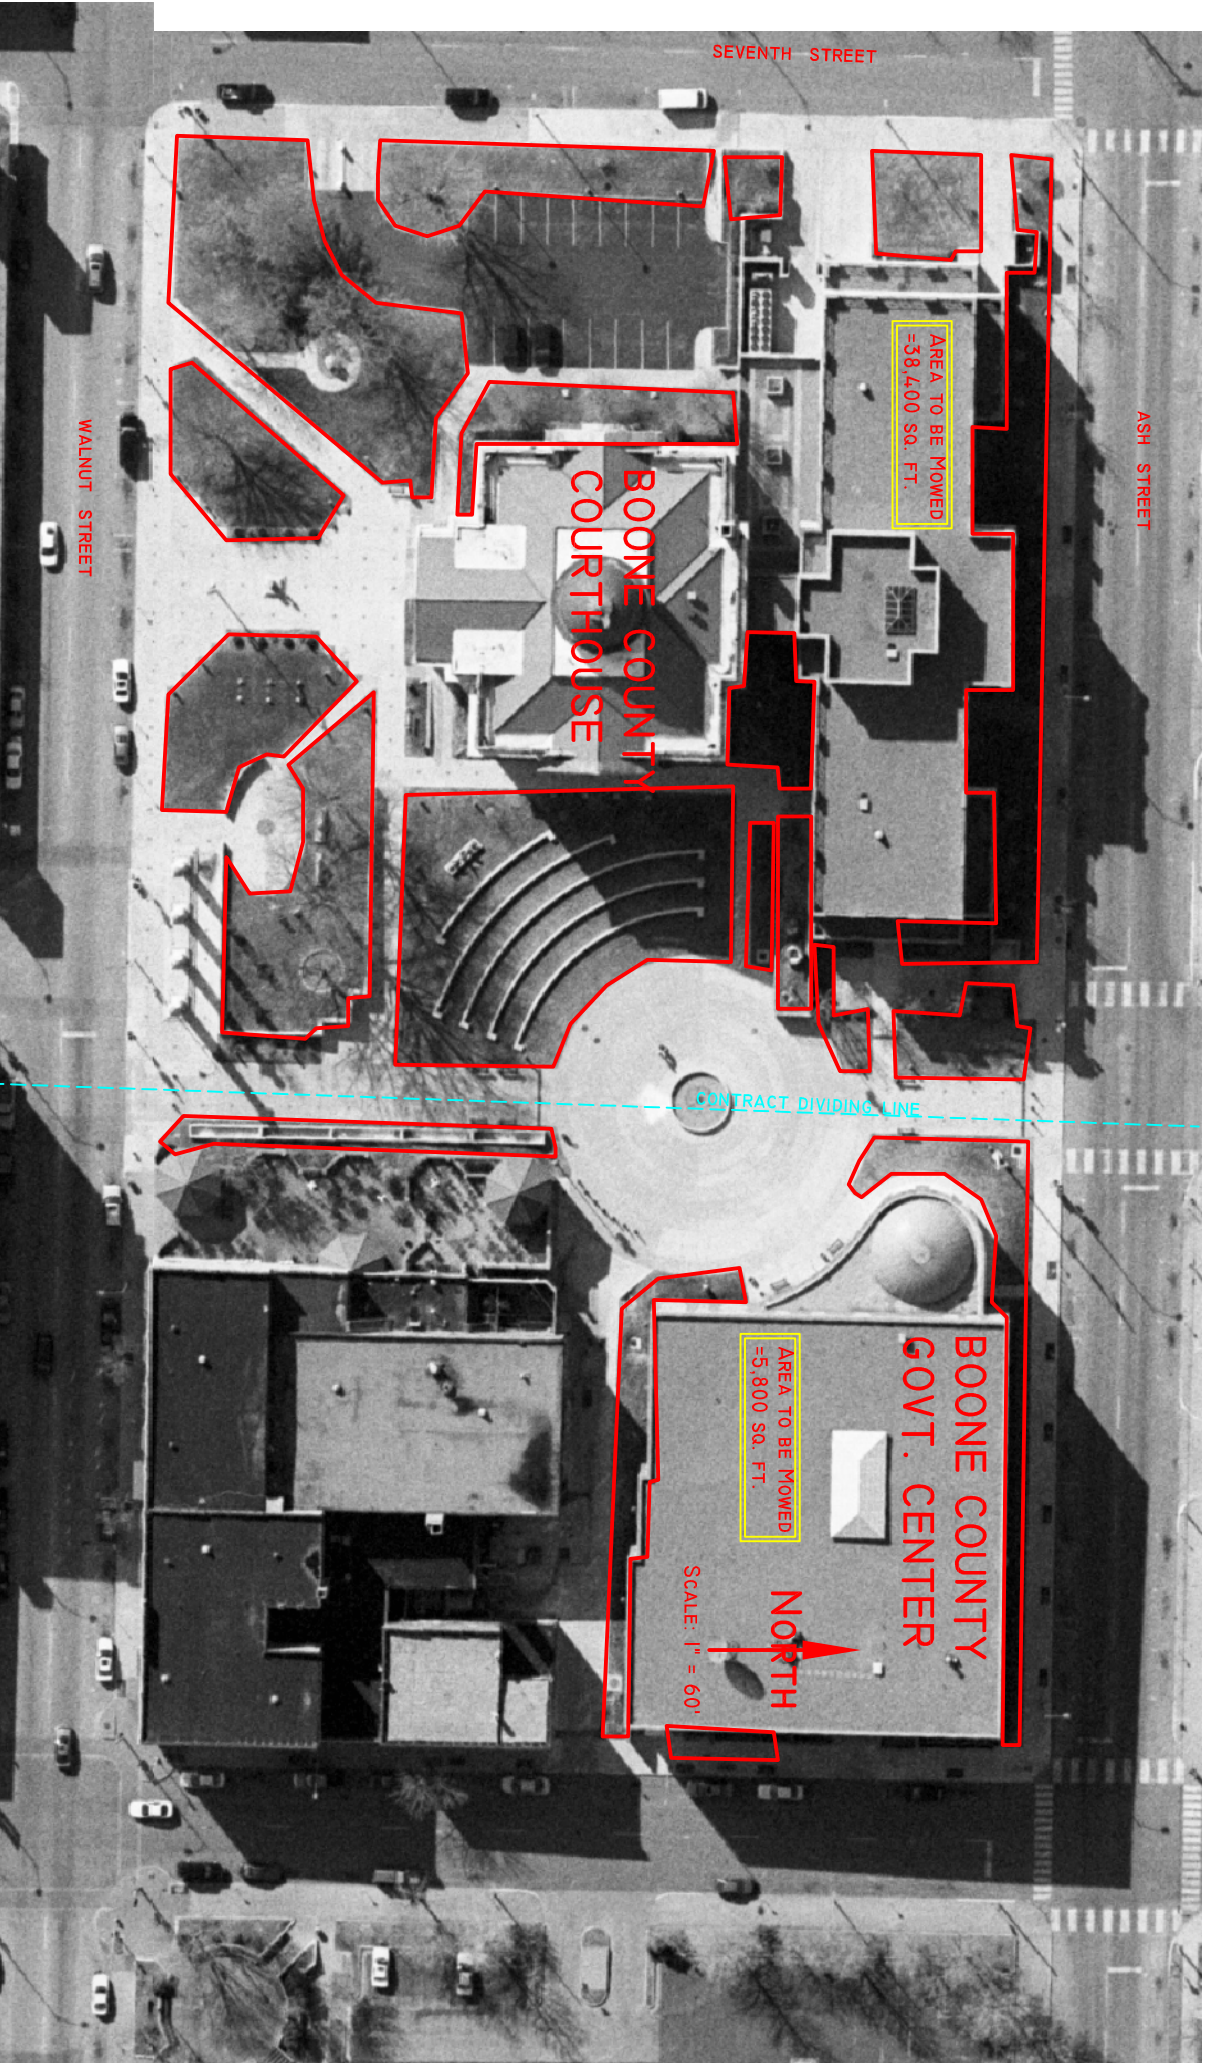 SEVENTH STREET
WALNUT STREET
ASH STREET
AREA TO BE MOWED
=38,400 SQ. FT.
BOONE COUNTY
COURTHOUSE
CONTRACT DIVIDING LINE
BOONE COUNTY
GOVT. CENTER
AREA TO BE MOWED
=5,800 SQ. FT.
NORTH
SCALE: 1" = 60'